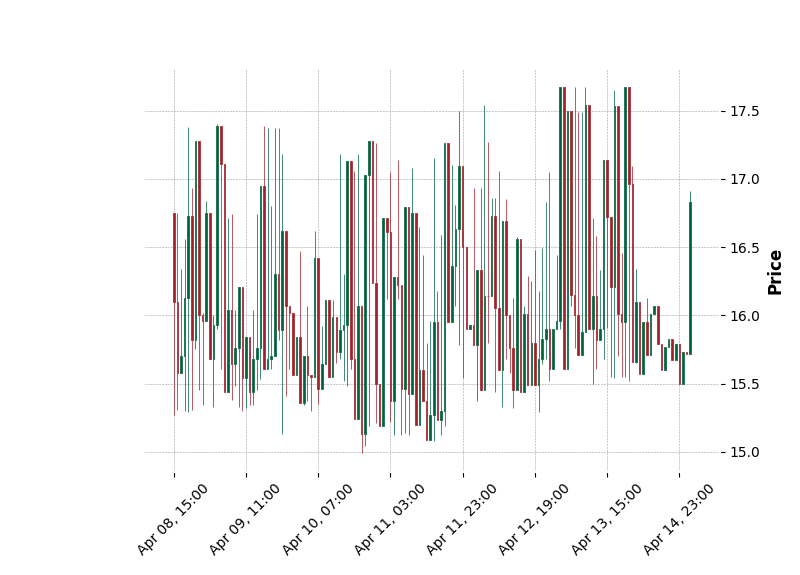 17.5
17.0
16.5
16.0
15.5
15.0
Price
Apr 08, 15:00
Apr 09, 11:00
Apr 10, 07:00
Apr 11, 03:00
Apr 11, 23:00
Apr 12, 19:00
Apr 13, 15:00
Apr 14, 23:00